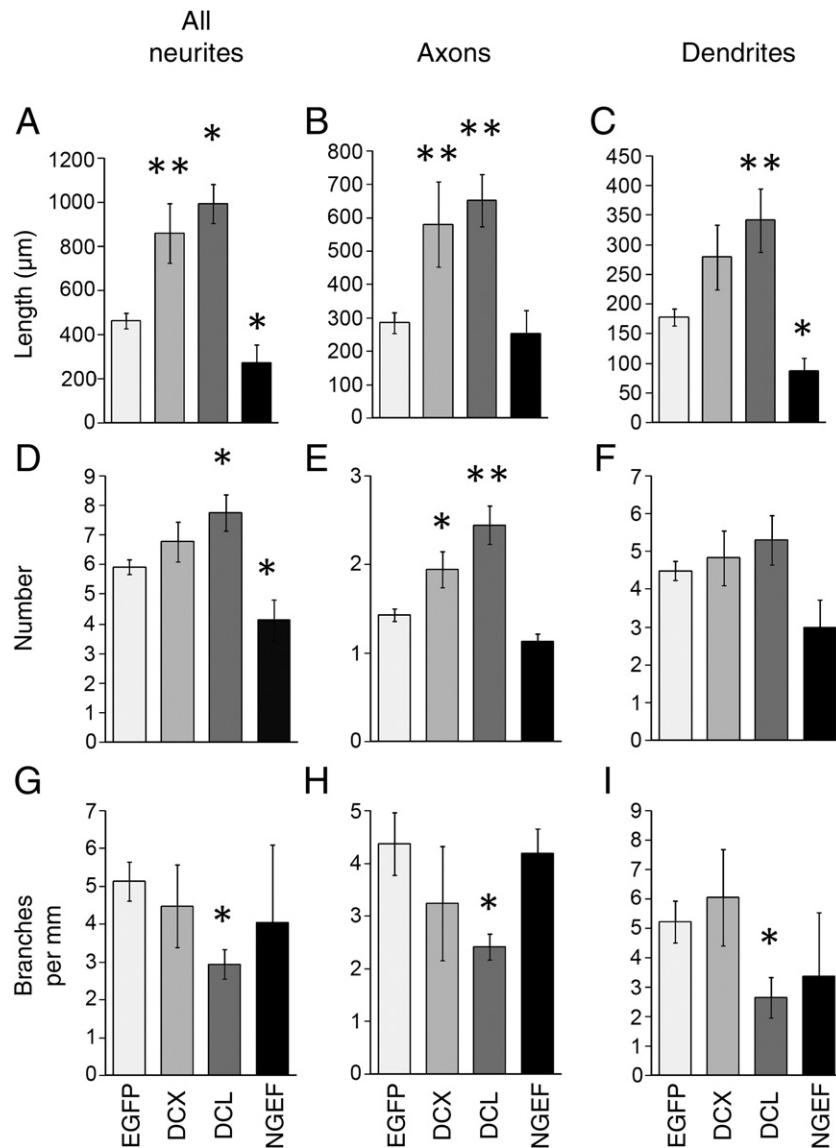 All
neurites
Axons
Dendrites
A
B
C
*
**
**
**
**
*
*
1200
1000
800
600
400
200
0
Length (µm)
800
700
600
500
400
300
200
100
0
450
400
350
300
250
200
150
100
50
0
D
E
F
*
*
*
**
9
8
7
6
5
4
3
2
1
0
Number
3
2
1
0
7
6
5
4
3
2
1
0
G
H
I
*
*
*
7
6
5
4
3
2
1
0
Branches
per mm
5
4
3
2
1
0
9
8
7
6
5
4
3
2
1
0
EGFP
DCX
DCL
NGEF
EGFP
DCX
DCL
NGEF
EGFP
DCX
DCL
NGEF